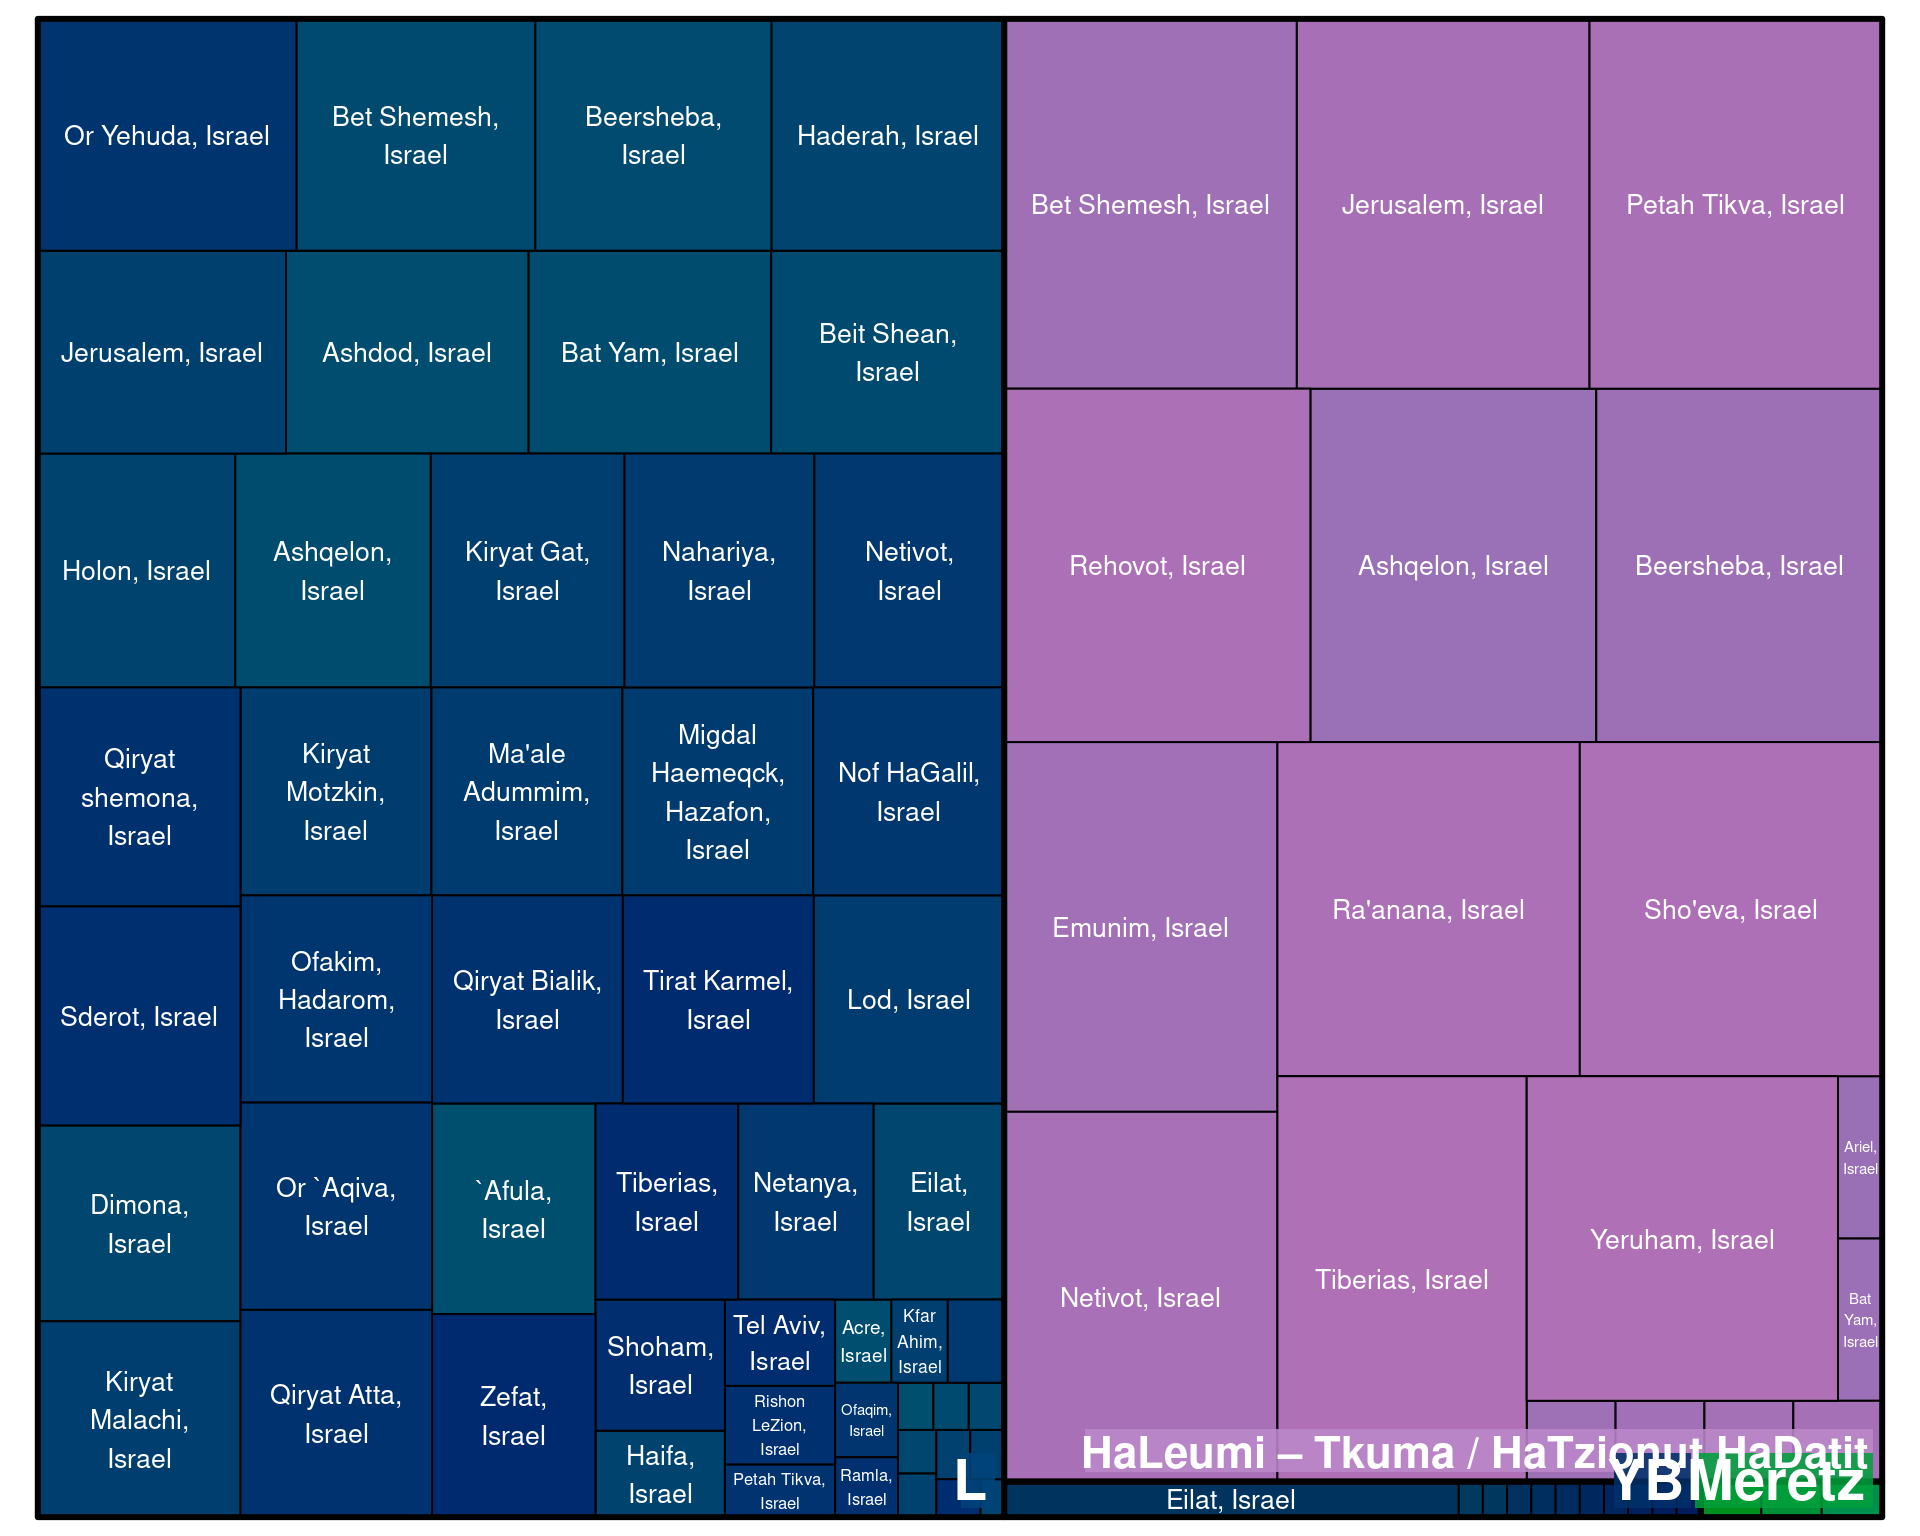 Or Yehuda, Israel
Bet Shemesh,
Israel
Beersheba,
Israel
Haderah, Israel
Jerusalem, Israel
Ashdod, Israel
Bat Yam, Israel
Beit Shean,
Israel
Holon, Israel
Ashqelon,
Israel
Kiryat Gat,
Israel
Nahariya,
Israel
Netivot,
Israel
Qiryat
shemona,
Israel
Kiryat
Motzkin,
Israel
Ma'ale
Adummim,
Israel
Migdal
Haemeqck,
Hazafon,
Israel
Nof HaGalil,
Israel
Sderot, Israel
Ofakim,
Hadarom,
Israel
Qiryat Bialik,
Israel
Tirat Karmel,
Israel
Lod, Israel
Dimona,
Israel
Or `Aqiva,
Israel
`Afula,
Israel
Tiberias,
Israel
Netanya,
Israel
Eilat,
Israel
Kiryat
Malachi,
Israel
Qiryat Atta,
Israel
Zefat,
Israel
Shoham,
Israel
Haifa,
Israel
Tel Aviv,
Israel
Rishon
LeZion,
Israel
Petah Tikva,
Israel
Acre,
Israel
Kfar
Ahim,
Israel
Ofaqim,
Israel
Ramla,
Israel
L
Bet Shemesh, Israel
Jerusalem, Israel
Petah Tikva, Israel
Rehovot, Israel
Ashqelon, Israel
Beersheba, Israel
Emunim, Israel
Ra'anana, Israel
Sho'eva, Israel
Netivot, Israel
Tiberias, Israel
Yeruham, Israel
Ariel,
Israel
Bat
Yam,
Israel
HaLeumi – Tkuma / HaTzionut HaDatit
Eilat, Israel
YB
Meretz